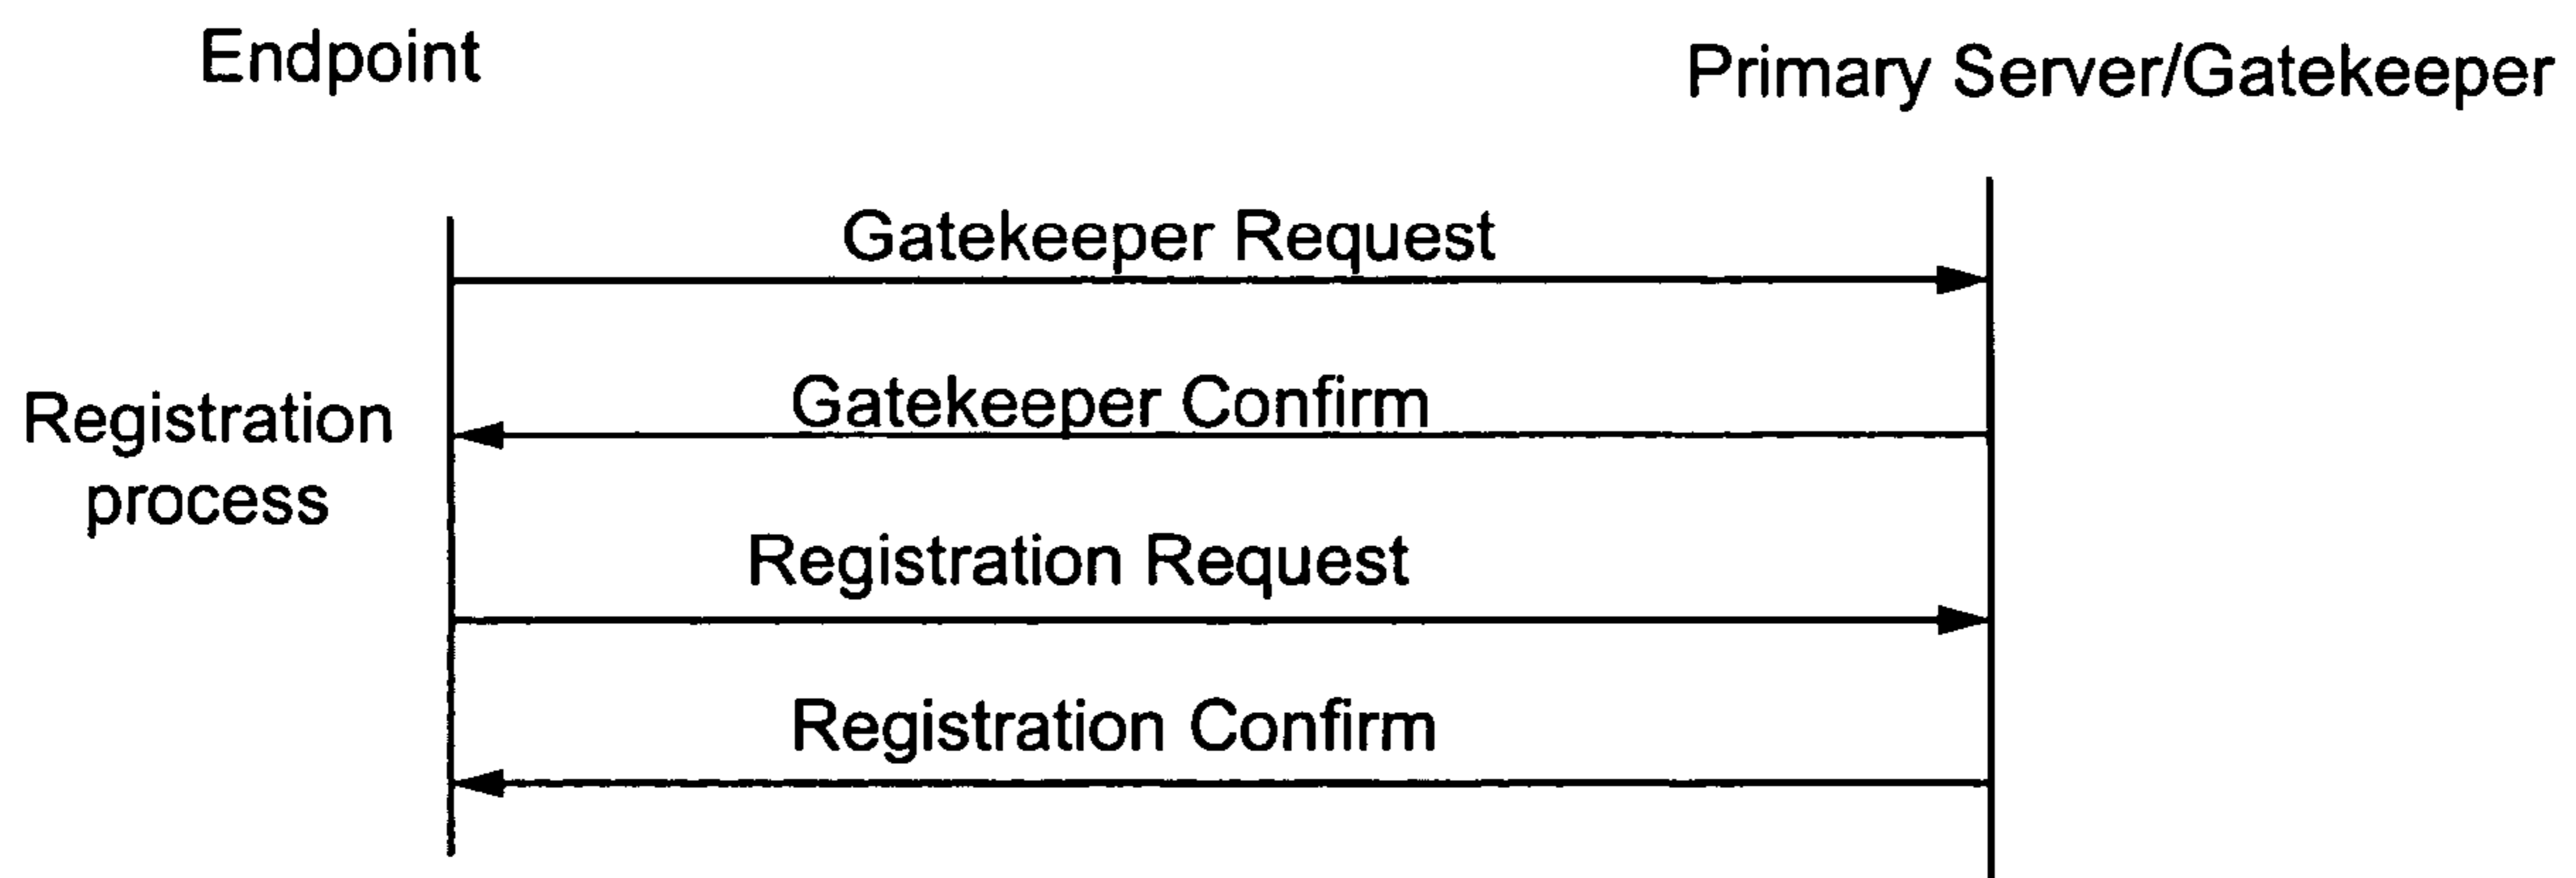 Endpoint
Primary Server/Gatekeeper
Gatekeeper Request
Gatekeeper Confirm
Registration
process
Registration Request
Registration Confirm